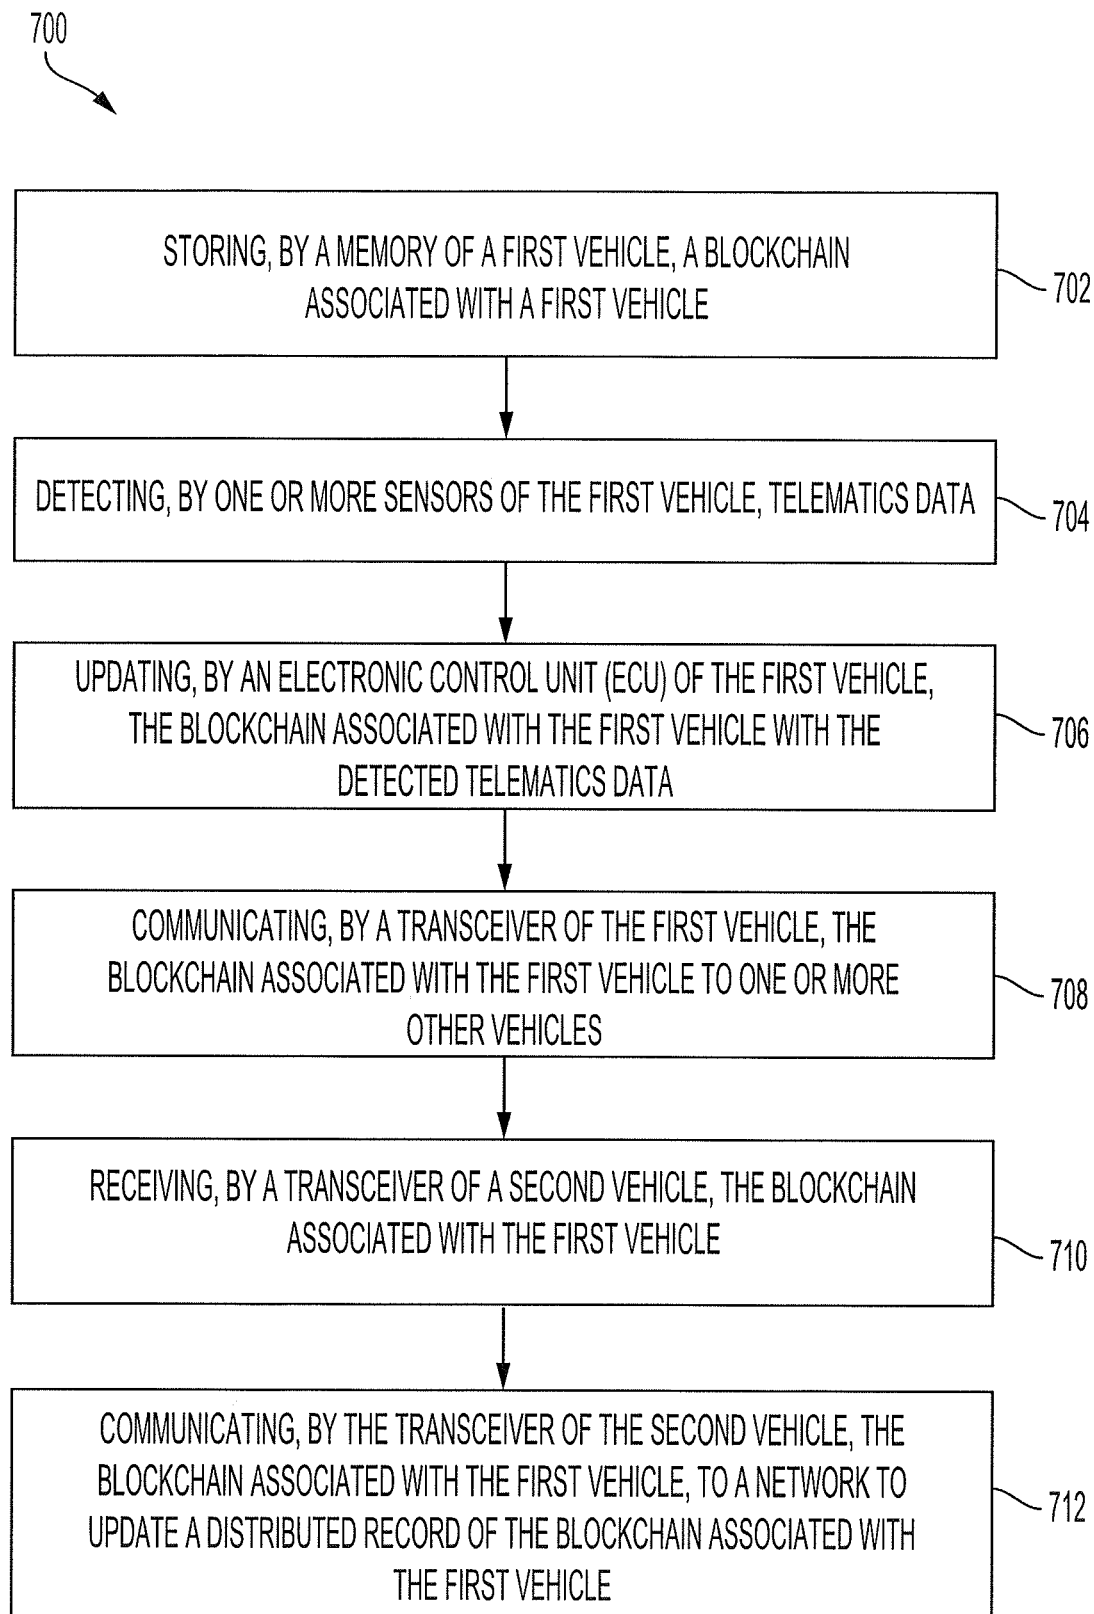 700
STORING, BY A MEMORY OF A FIRST VEHICLE, A BLOCKCHAIN
ASSOCIATED WITH A FIRST VEHICLE
702
DETECTING, BY ONE OR MORE SENSORS OF THE FIRST VEHICLE, TELEMATICS DATA
704
UPDATING, BY AN ELECTRONIC CONTROL UNIT (ECU) OF THE FIRST VEHICLE,
THE BLOCKCHAIN ASSOCIATED WITH THE FIRST VEHICLE WITH THE
DETECTED TELEMATICS DATA
706
COMMUNICATING, BY A TRANSCEIVER OF THE FIRST VEHICLE, THE
BLOCKCHAIN ASSOCIATED WITH THE FIRST VEHICLE TO ONE OR MORE
OTHER VEHICLES
708
RECEIVING, BY A TRANSCEIVER OF A SECOND VEHICLE, THE BLOCKCHAIN
ASSOCIATED WITH THE FIRST VEHICLE
710
COMMUNICATING, BY THE TRANSCEIVER OF THE SECOND VEHICLE, THE
BLOCKCHAIN ASSOCIATED WITH THE FIRST VEHICLE, TO A NETWORK TO
UPDATE A DISTRIBUTED RECORD OF THE BLOCKCHAIN ASSOCIATED WITH
THE FIRST VEHICLE
712